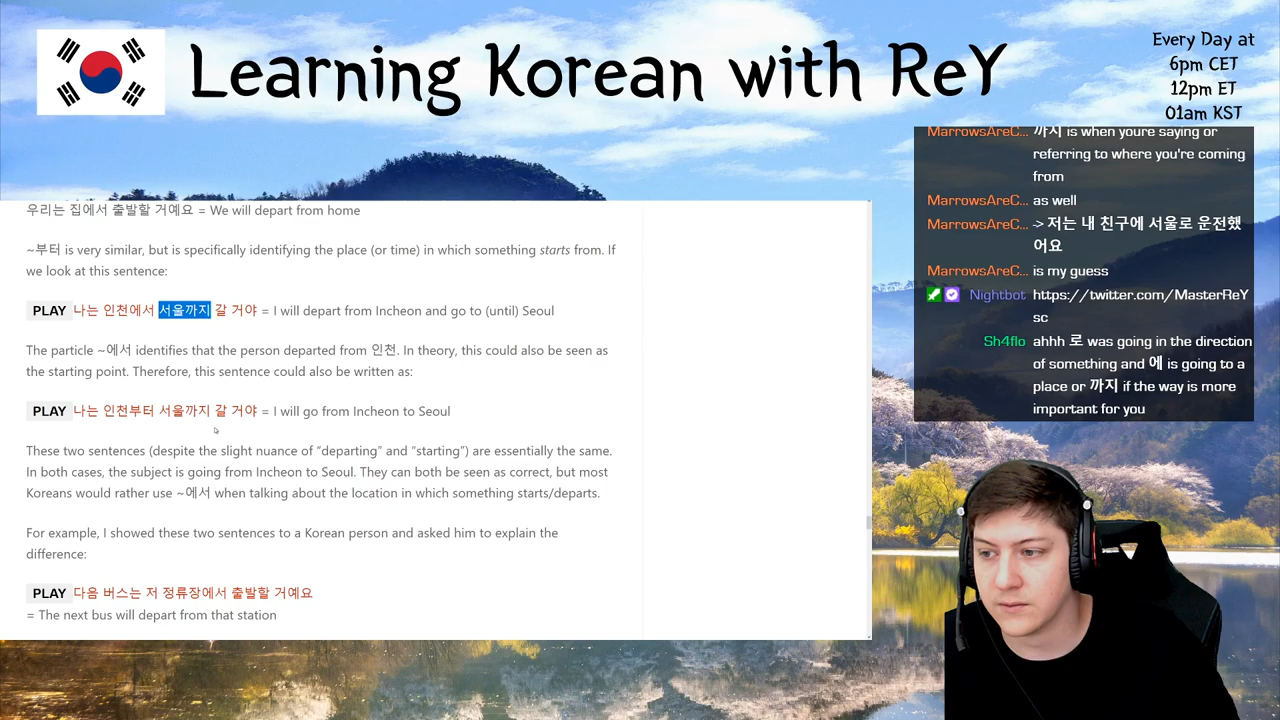 Learning Korean with ReY
Every Day at
6pm CET
12pm ET
01am KST
우리는 집에서 출발할 거예요 = We will depart from home
~부터 is very similar, but is specifically identifying the place (or time) in which something starts from. If
we look at this sentence:
PLAY 나는 인천에서 서울까지 갈 거야 = I will depart from Incheon and go to (until) Seoul
The particle ~에서 identifies that the person departed from 인천. In theory, this could also be seen as
the starting point. Therefore, this sentence could also be written as:
PLAY 나는 인천부터 서울까지 갈 거야 = I will go from Incheon to Seoul
These two sentences (despite the slight nuance of “departing” and “starting”) are essentially the same.
In both cases, the subject is going from Incheon to Seoul. They can both be seen as correct, but most
Koreans would rather use ~에서 when talking about the location in which something starts/departs.
For example, I showed these two sentences to a Korean person and asked him to explain the
difference:
PLAY 다음 버스는 저 정류장에서 출발할 거예요
= The next bus will depart from that station
MarrowsAreC... 까지 is when youre saying or
referring to where you're coming
from
MarrowsAreC... as well
MarrowsAreC... -> 저는 내 친구에 서울로 운전했
어요
MarrowsAreC... is my guess
Nightbot https://twitter.com/MasterReY
sc
Sh4flo ahhh 로 was going in the direction
of something and 에 is going to a
place or 까지 if the way is more
important for you